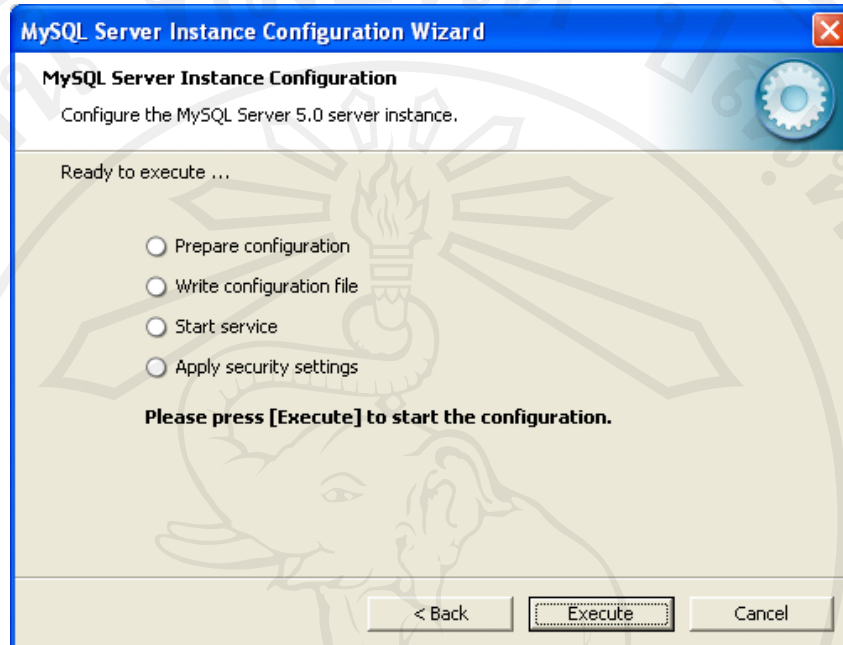 MySQL Server Instance Configuration Wizard
MySQL Server Instance Configuration
Configure the MySQL Server 5.0 server instance.
Ready to execute ...
Prepare configuration
Write configuration file
Start service
Apply security settings
Please press [Execute] to start the configuration.
< Back
Execute
Cancel